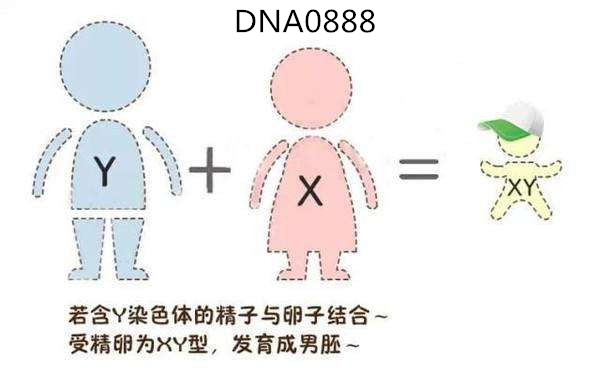 DNA0888
Y + X = XY
若含Y染色体的精子与卵子结合~
受精卵为XY型，发育成男胚~